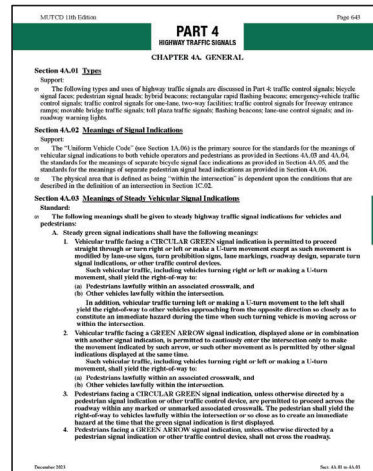 MUTCD 11th Edition
Page 643
PART 4
HIGHWAY TRAFFIC SIGNALS
CHAPTER 4A. GENERAL
Section 4A.01 Types
Support:
01 The following types and uses of highway traffic signals are discussed in Part 4: traffic control signals; bicycle
signal faces; pedestrian signal heads; hybrid beacons; rectangular rapid flashing beacons; emergency-vehicle traffic
control signals; traffic control signals for one-lane, two-way facilities; traffic control signals for freeway entrance
ramps; movable bridge traffic signals; toll plaza traffic signals; flashing beacons; lane-use control signals; and in-
roadway warning lights.
Section 4A.02 Meanings of Signal Indications
Support:
01 The "Uniform Vehicle Code" (see Section 1A.06) is the primary source for the standards for the meanings of
vehicular signal indications to both vehicle operators and pedestrians as provided in Sections 4A.03 and 4A.04,
the standards for the meanings of separate bicycle signal face indications as provided in Section 4A.05, and the
standards for the meanings of separate pedestrian signal head indications as provided in Section 4A.06.
02 The physical area that is defined as being "within the intersection" is dependent upon the conditions that are
described in the definition of an intersection in Section 1C.02.
Section 4A.03 Meanings of Steady Vehicular Signal Indications
Standard:
01 The following meanings shall be given to steady highway traffic signal indications for vehicles and
pedestrians:
A. Steady green signal indications shall have the following meanings:
1. Vehicular traffic facing a CIRCULAR GREEN signal indication is permitted to proceed
straight through or turn right or left or make a U-turn movement except as such movement is
modified by lane-use signs, turn prohibition signs, lane markings, roadway design, separate turn
signal indications, or other traffic control devices.
Such vehicular traffic, including vehicles turning right or left or making a U-turn
movement, shall yield the right-of-way to:
(a) Pedestrians lawfully within an associated crosswalk, and
(b) Other vehicles lawfully within the intersection.
In addition, vehicular traffic turning left or making a U-turn movement to the left shall
yield the right-of-way to other vehicles approaching from the opposite direction so closely as to
constitute an immediate hazard during the time when such turning vehicle is moving across or
within the intersection.
2. Vehicular traffic facing a GREEN ARROW signal indication, displayed alone or in combination
with another signal indication, is permitted to cautiously enter the intersection only to make
the movement indicated by such arrow, or such other movement as is permitted by other signal
indications displayed at the same time.
Such vehicular traffic, including vehicles turning right or left or making a U-turn
movement, shall yield the right-of-way to:
(a) Pedestrians lawfully within an associated crosswalk, and
(b) Other vehicles lawfully within the intersection.
3. Pedestrians facing a CIRCULAR GREEN signal indication, unless otherwise directed by a
pedestrian signal indication or other traffic control device, are permitted to proceed across the
roadway within any marked or unmarked associated crosswalk. The pedestrian shall yield the
right-of-way to vehicles lawfully within the intersection or so close as to create an immediate
hazard at the time that the green signal indication is first displayed.
4. Pedestrians facing a GREEN ARROW signal indication, unless otherwise directed by a
pedestrian signal indication or other traffic control device, shall not cross the roadway.
December 2023
Sect. 4A.01 to 4A.03